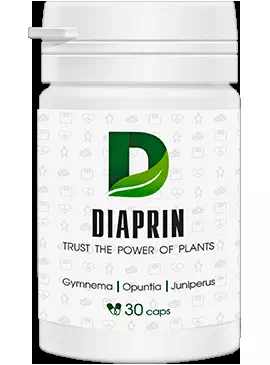 D
DIAPRIN
TRUST THE POWER OF PLANTS
Gymnema | Opuntia | Juniperus
30 caps